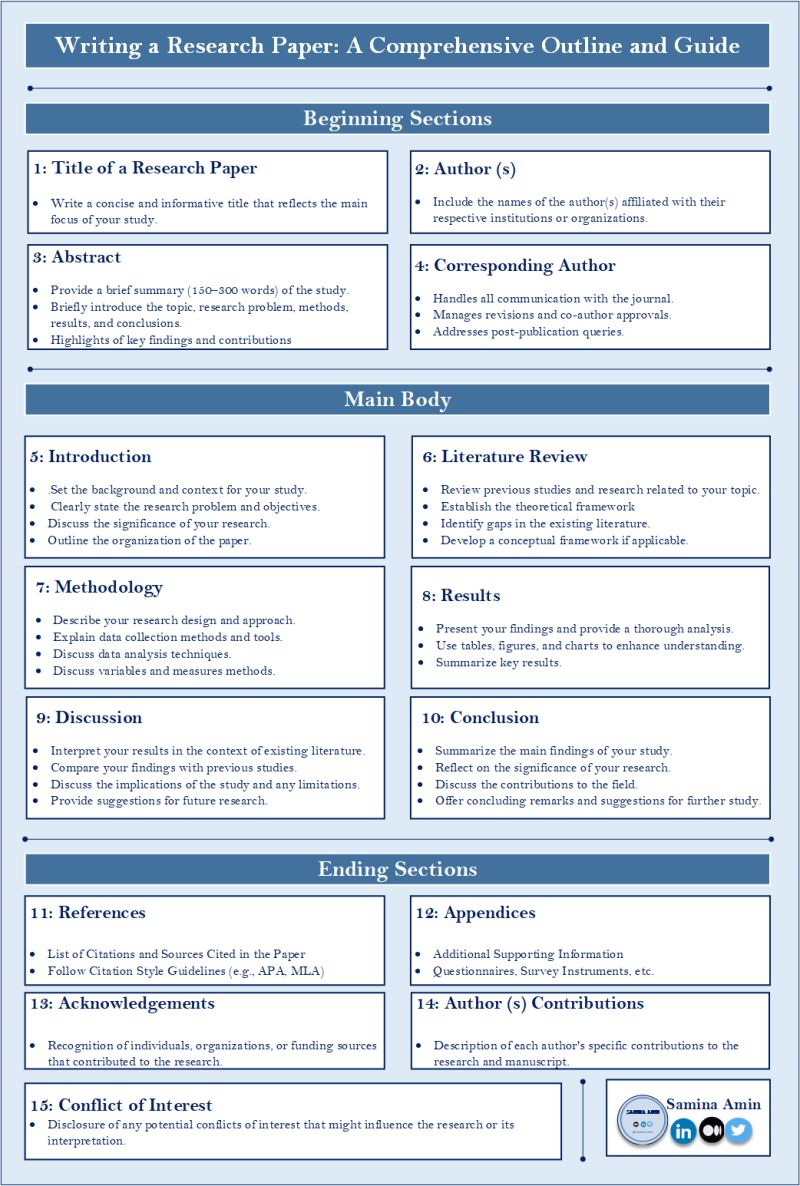 Writing a Research Paper: A Comprehensive Outline and Guide
Beginning Sections
1: Title of a Research Paper
• Write a concise and informative title that reflects the main
focus of your study.
2: Author (s)
• Include the names of the author(s) affiliated with their
respective institutions or organizations.
3: Abstract
• Provide a brief summary (150–300 words) of the study.
• Briefly introduce the topic, research problem, methods,
results, and conclusions.
• Highlights of key findings and contributions
4: Corresponding Author
• Handles all communication with the journal.
• Manages revisions and co-author approvals.
• Addresses post-publication queries.
Main Body
5: Introduction
• .Set the background and context for your study.
• Clearly state the research problem and objectives.
• Discuss the significance of your research.
• Outline the organization of the paper.
6: Literature Review
• Review previous studies and research related to your topic.
• Establish the theoretical framework
• Identify gaps in the existing literature.
• Develop a conceptual framework if applicable.
7: Methodology
• Describe your research design and approach.
• Explain data collection methods and tools.
• Discuss data analysis techniques.
• Discuss variables and measures methods.
8: Results
• Present your findings and provide a thorough analysis.
• Use tables, figures, and charts to enhance understanding.
• Summarize key results.
9: Discussion
• Interpret your results in the context of existing literature.
• Compare your findings with previous studies.
• Discuss the implications of the study and any limitations.
• Provide suggestions for future research.
10: Conclusion
• Summarize the main findings of your study.
• Reflect on the significance of your research.
• Discuss the contributions to the field.
• Offer concluding remarks and suggestions for further study.
Ending Sections
11: References
• List of Citations and Sources Cited in the Paper
• Follow Citation Style Guidelines (e.g., APA, MLA)
12: Appendices
• Additional Supporting Information
• Questionnaires, Survey Instruments, etc.
13: Acknowledgements
• Recognition of individuals, organizations, or funding sources
that contributed to the research.
14: Author (s) Contributions
• Description of each author's specific contributions to the
research and manuscript.
15: Conflict of Interest
• Disclosure of any potential conflicts of interest that might influence the research or its
interpretation.
SAMINA AMIN
Samina Amin
in